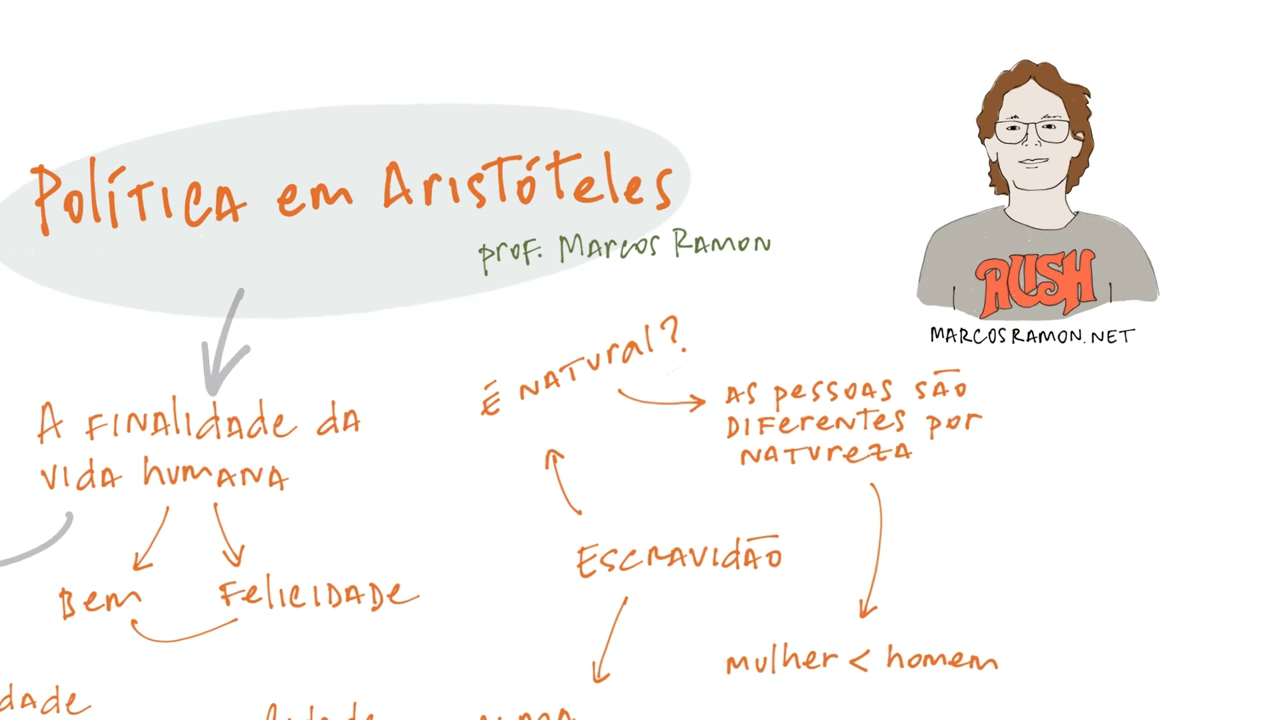 Política em Aristóteles
prof. Marcos Ramon
RUSH
MARCOSRAMON.NET
É natural?
As pessoas são
diferentes por
natureza
A finalidade da
vida humana
Escravidão
Bem
Felicidade
mulher < homem